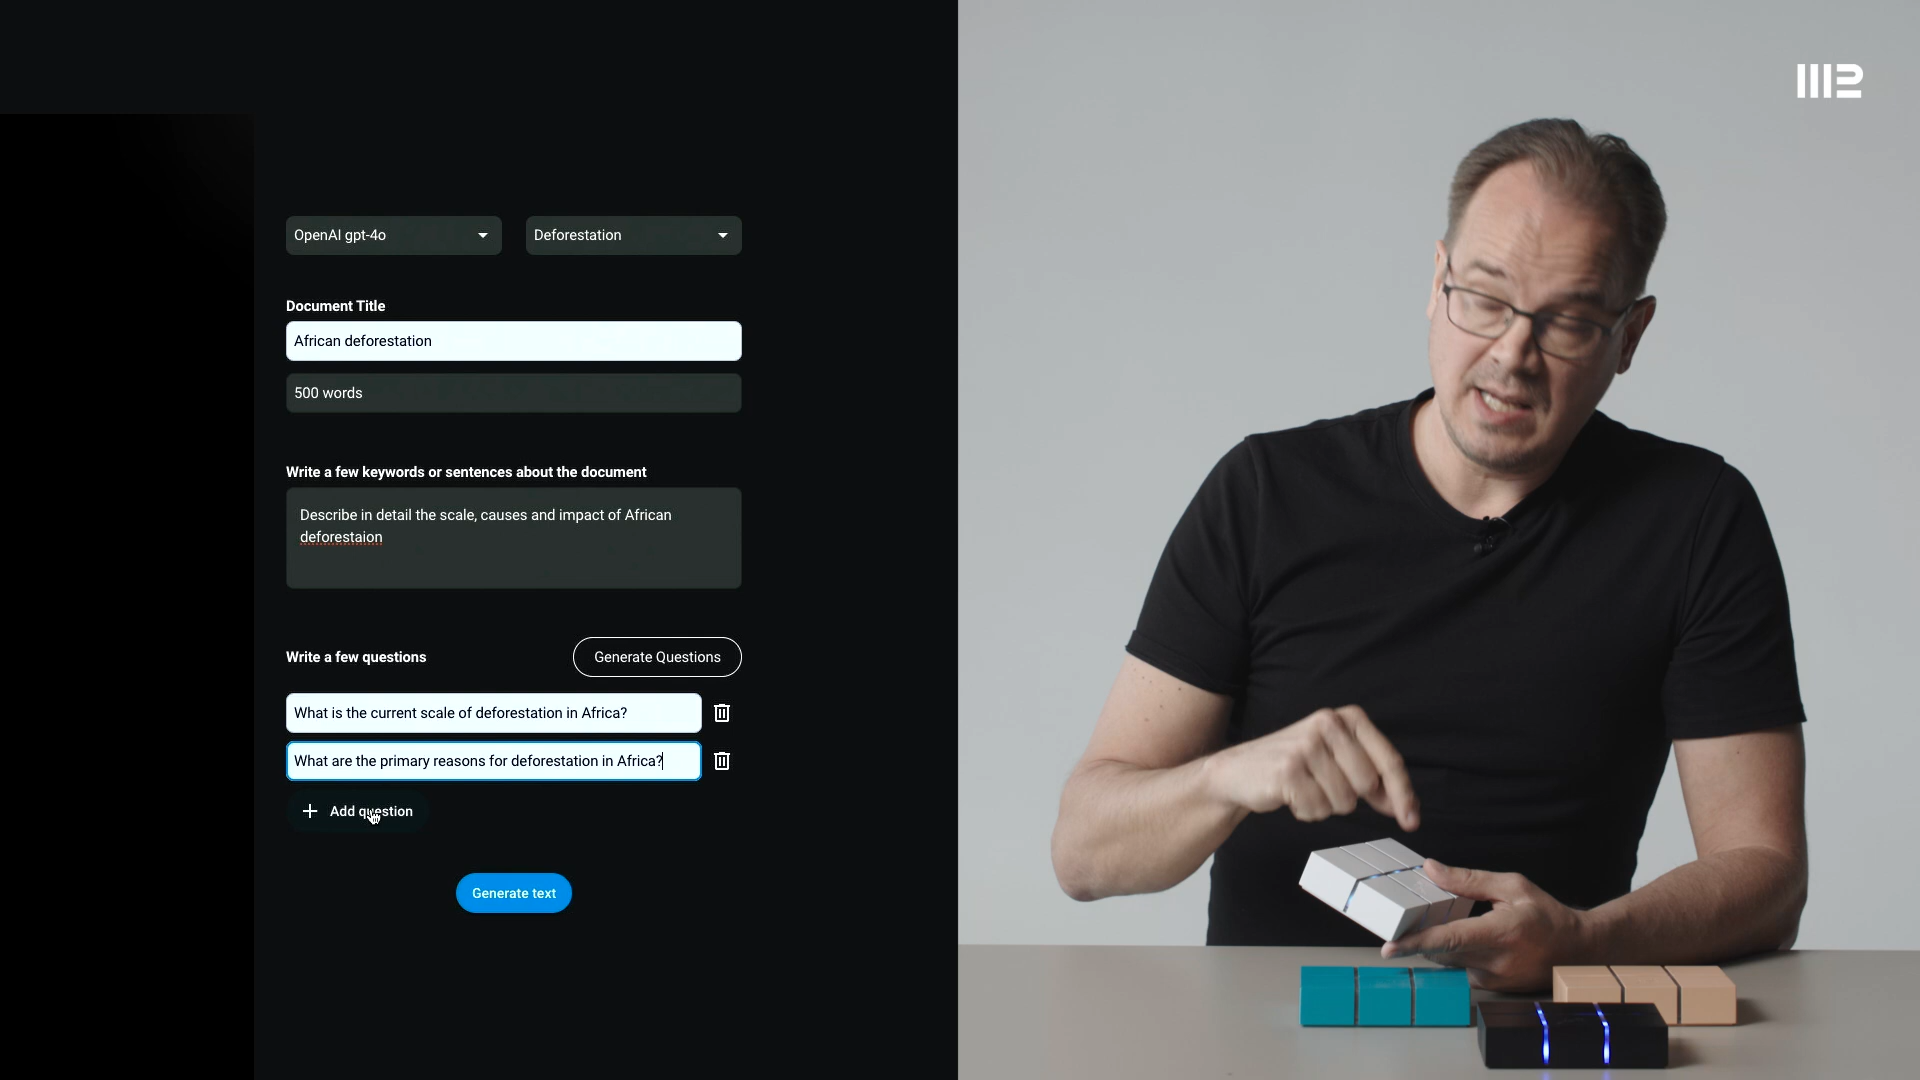 OpenAI gpt-4o
Deforestation
Document Title
African deforestation
500 words
Write a few keywords or sentences about the document
Describe in detail the scale, causes and impact of African
deforestaion
Write a few questions
Generate Questions
What is the current scale of deforestation in Africa?
What are the primary reasons for deforestation in Africa?
Add question
Generate text